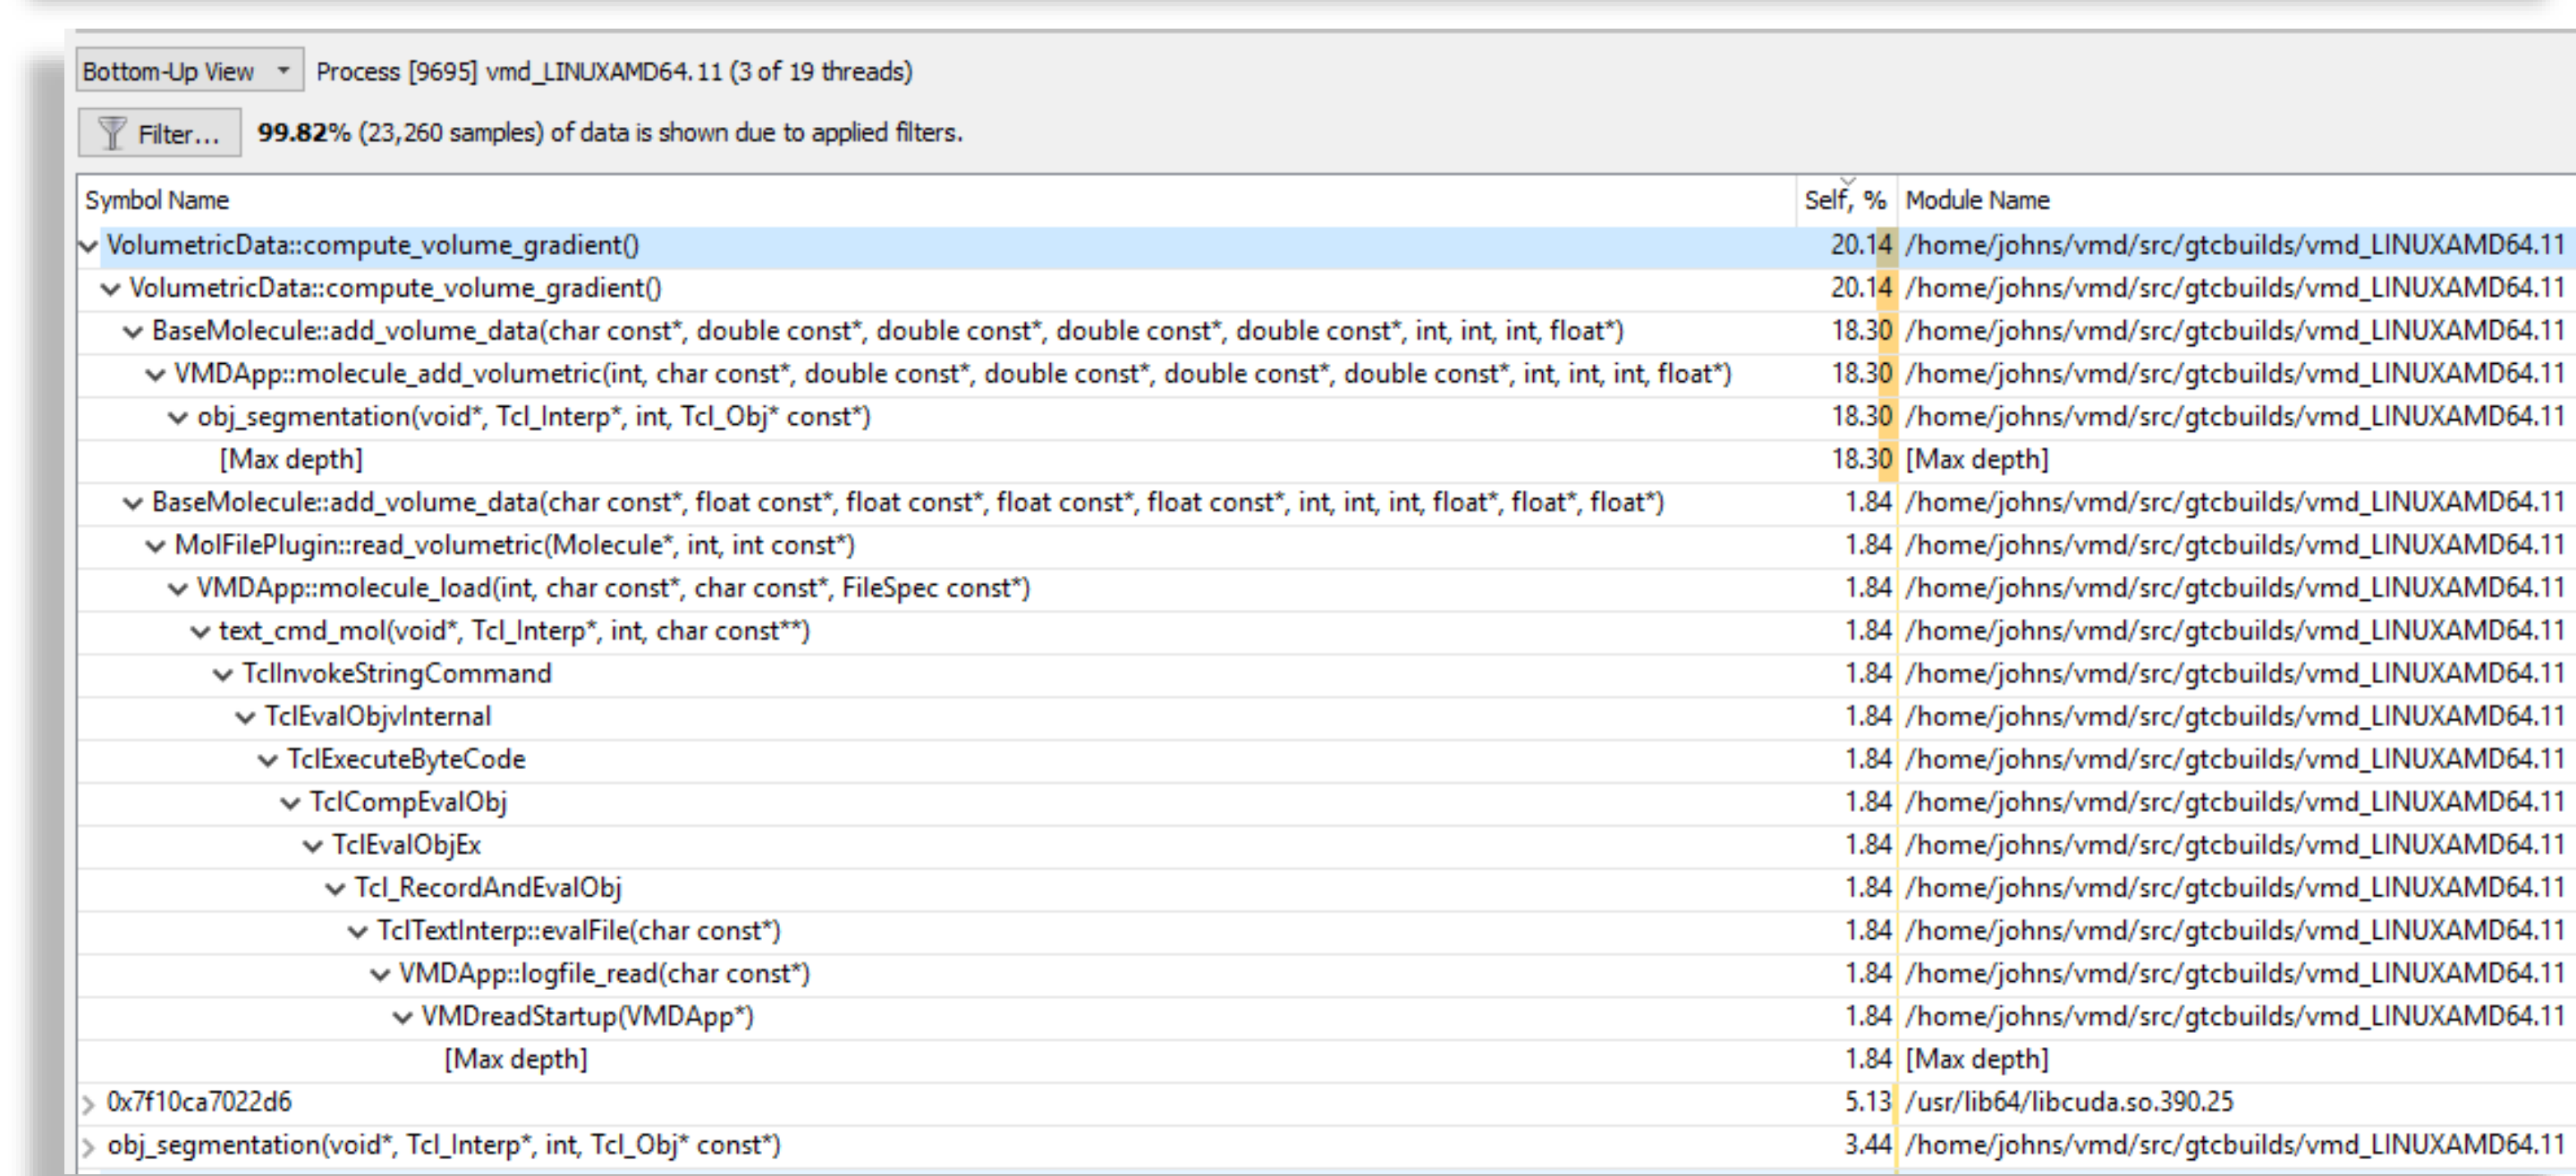 Bottom-Up View Process [9695] vmd_LINUXAMD64.11 (3 of 19 threads)
Filter... 99.82% (23,260 samples) of data is shown due to applied filters.
Symbol Name Self, % Module Name
VolumetricData::compute_volume_gradient() 20.14 /home/johns/vmd/src/gtcbuilds/vmd_LINUXAMD64.11
VolumetricData::compute_volume_gradient() 20.14 /home/johns/vmd/src/gtcbuilds/vmd_LINUXAMD64.11
BaseMolecule::add_volume_data(char const*, double const*, double const*, double const*, double const*, int, int, int, float*) 18.30 /home/johns/vmd/src/gtcbuilds/vmd_LINUXAMD64.11
VMDApp::molecule_add_volumetric(int, char const*, double const*, double const*, double const*, double const*, int, int, int, float*) 18.30 /home/johns/vmd/src/gtcbuilds/vmd_LINUXAMD64.11
obj_segmentation(void*, Tcl_Interp*, int, Tcl_Obj* const*) 18.30 /home/johns/vmd/src/gtcbuilds/vmd_LINUXAMD64.11
[Max depth] 18.30 [Max depth]
BaseMolecule::add_volume_data(char const*, float const*, float const*, float const*, float const*, int, int, int, float*, float*, float*) 1.84 /home/johns/vmd/src/gtcbuilds/vmd_LINUXAMD64.11
MolFilePlugin::read_volumetric(Molecule*, int, int const*) 1.84 /home/johns/vmd/src/gtcbuilds/vmd_LINUXAMD64.11
VMDApp::molecule_load(int, char const*, char const*, FileSpec const*) 1.84 /home/johns/vmd/src/gtcbuilds/vmd_LINUXAMD64.11
text_cmd_mol(void*, Tcl_Interp*, int, char const**) 1.84 /home/johns/vmd/src/gtcbuilds/vmd_LINUXAMD64.11
TclInvokeStringCommand 1.84 /home/johns/vmd/src/gtcbuilds/vmd_LINUXAMD64.11
TclEvalObjvInternal 1.84 /home/johns/vmd/src/gtcbuilds/vmd_LINUXAMD64.11
TclExecuteByteCode 1.84 /home/johns/vmd/src/gtcbuilds/vmd_LINUXAMD64.11
TclCompEvalObj 1.84 /home/johns/vmd/src/gtcbuilds/vmd_LINUXAMD64.11
TclEvalObjEx 1.84 /home/johns/vmd/src/gtcbuilds/vmd_LINUXAMD64.11
Tcl_RecordAndEvalObj 1.84 /home/johns/vmd/src/gtcbuilds/vmd_LINUXAMD64.11
TclTextInterp::evalFile(char const*) 1.84 /home/johns/vmd/src/gtcbuilds/vmd_LINUXAMD64.11
VMDApp::logfile_read(char const*) 1.84 /home/johns/vmd/src/gtcbuilds/vmd_LINUXAMD64.11
VMDreadStartup(VMDApp*) 1.84 /home/johns/vmd/src/gtcbuilds/vmd_LINUXAMD64.11
[Max depth] 1.84 [Max depth]
0x7f10ca7022d6 5.13 /usr/lib64/libcuda.so.390.25
obj_segmentation(void*, Tcl_Interp*, int, Tcl_Obj* const*) 3.44 /home/johns/vmd/src/gtcbuilds/vmd_LINUXAMD64.11